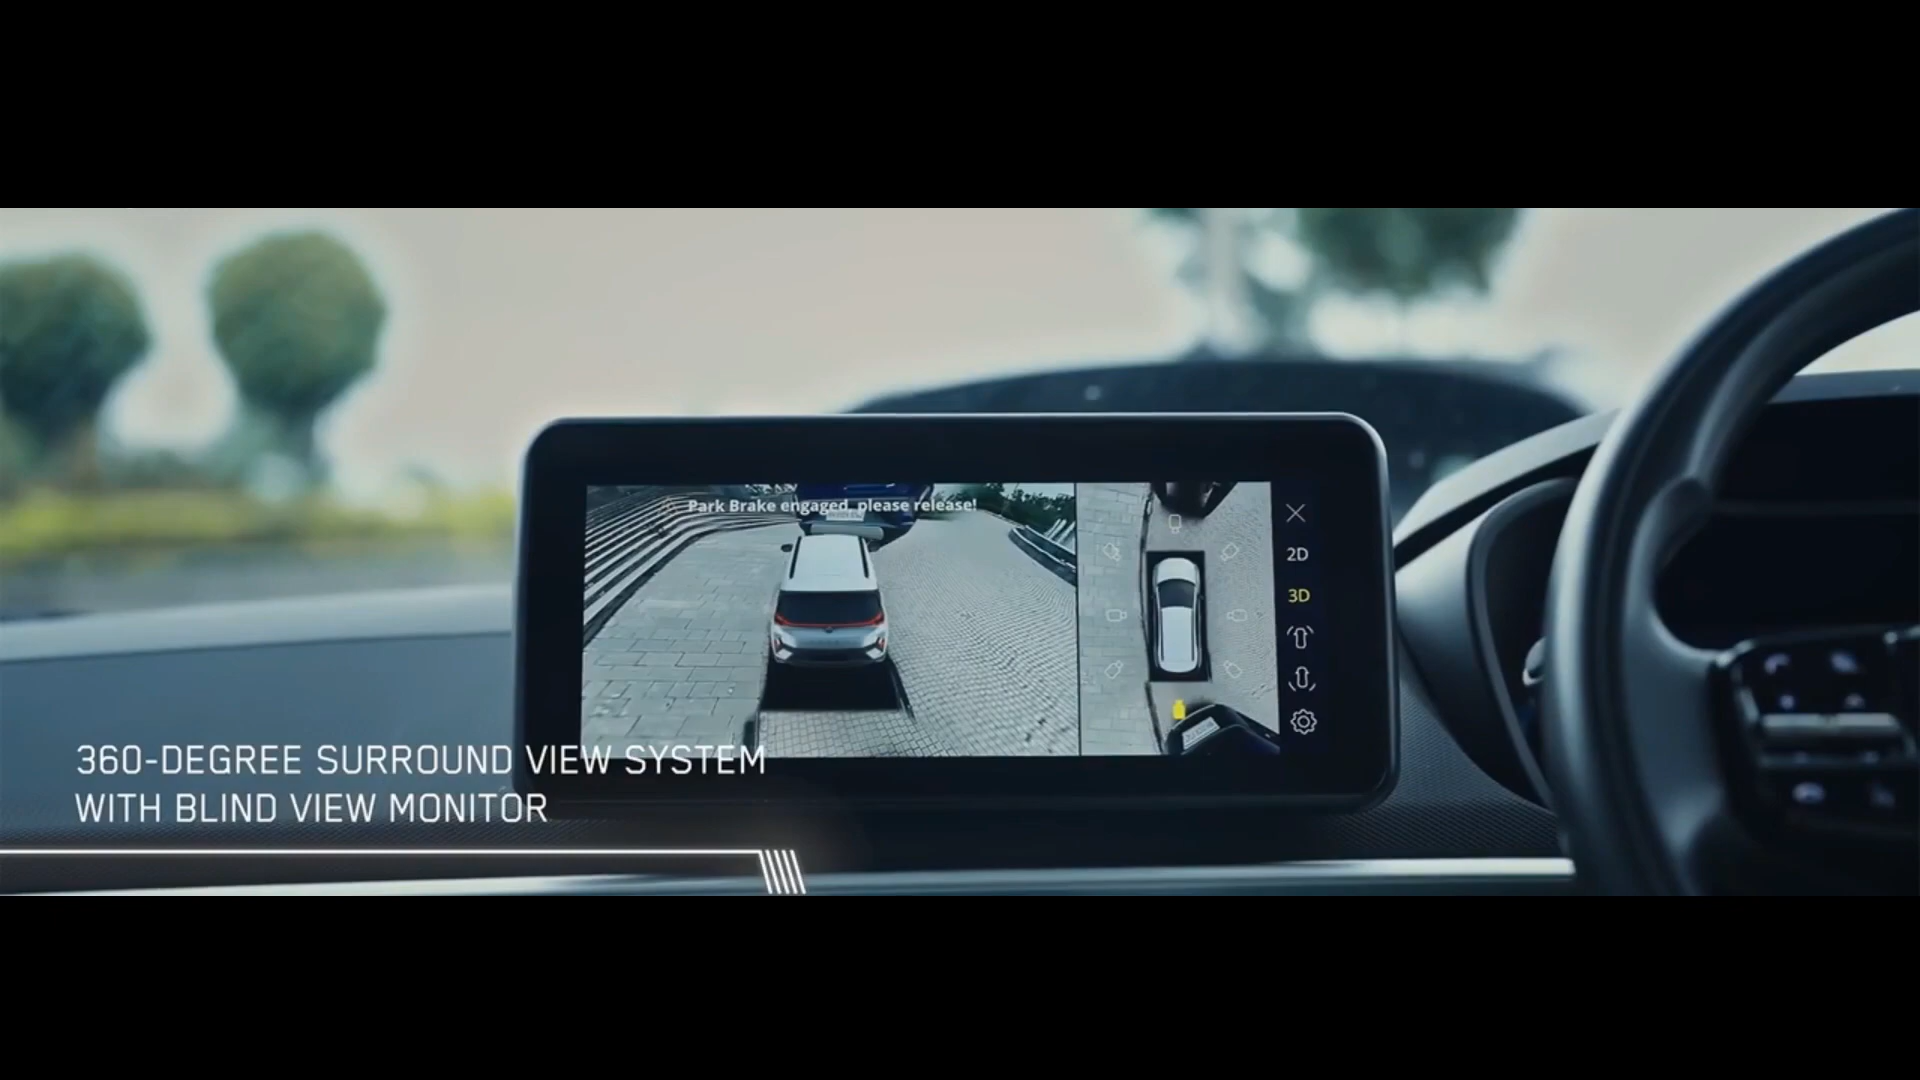 Park Brake engaged, please release!
2D
3D
360-DEGREE SURROUND VIEW SYSTEM
WITH BLIND VIEW MONITOR